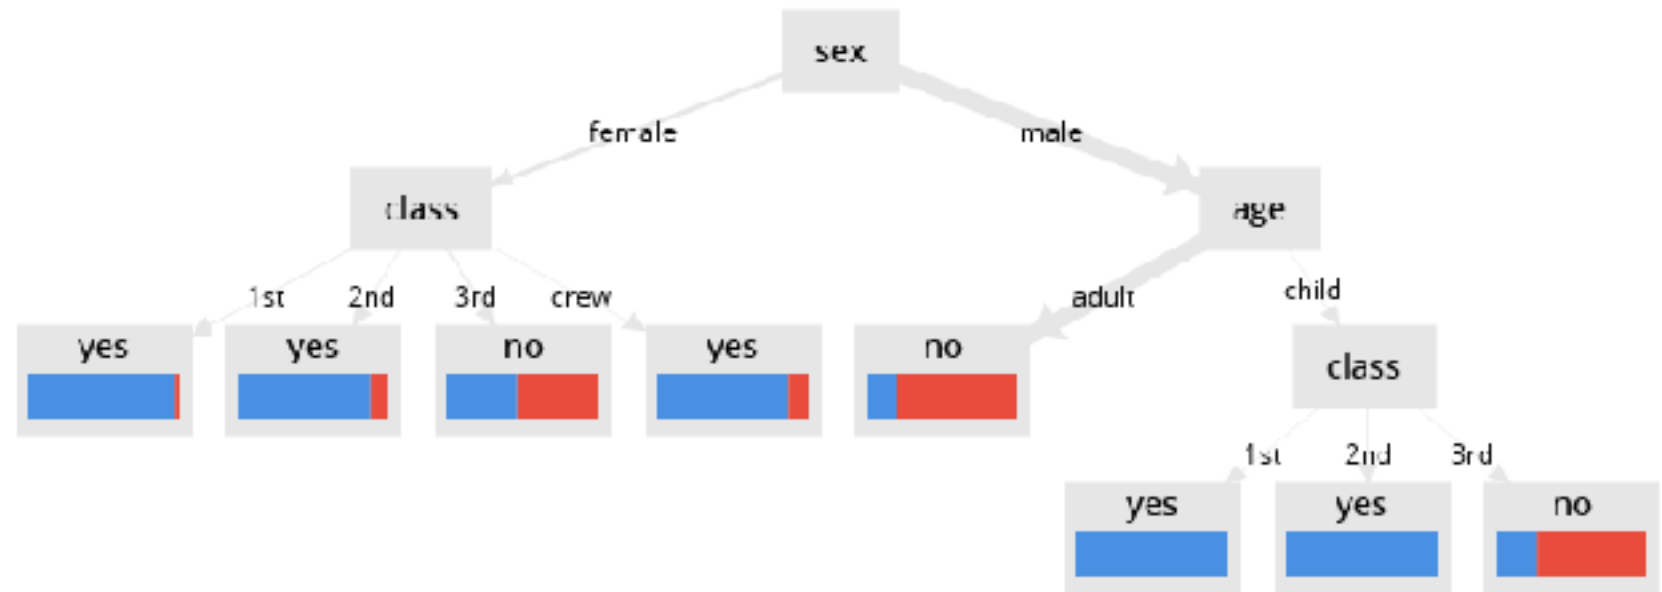 sex
female
male
class
age
1st
2nd
3rd
crew
adult
child
yes
yes
no
yes
no
class
1st
2nd
3rd
yes
yes
no